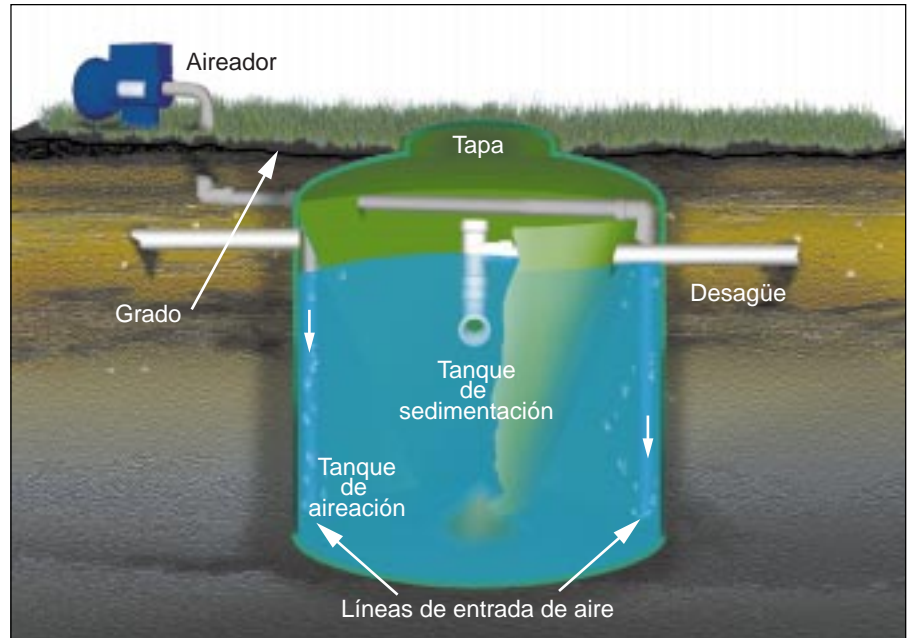 Aireador
Tapa
Grado
Desagüe
Tanque
de
sedimentación
Tanque
de
aireación
Líneas de entrada de aire